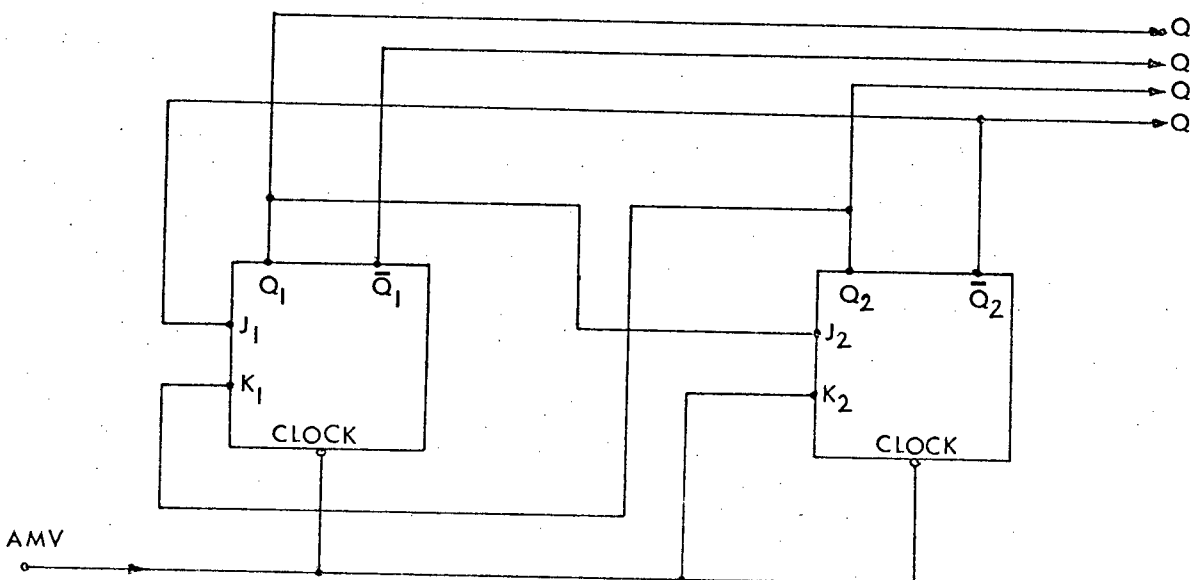 Q
Q
Q
Q
Q₁ Q̅₁
J₁
K₁
CLOCK
Q₂ Q̅₂
J₂
K₂
CLOCK
AMV